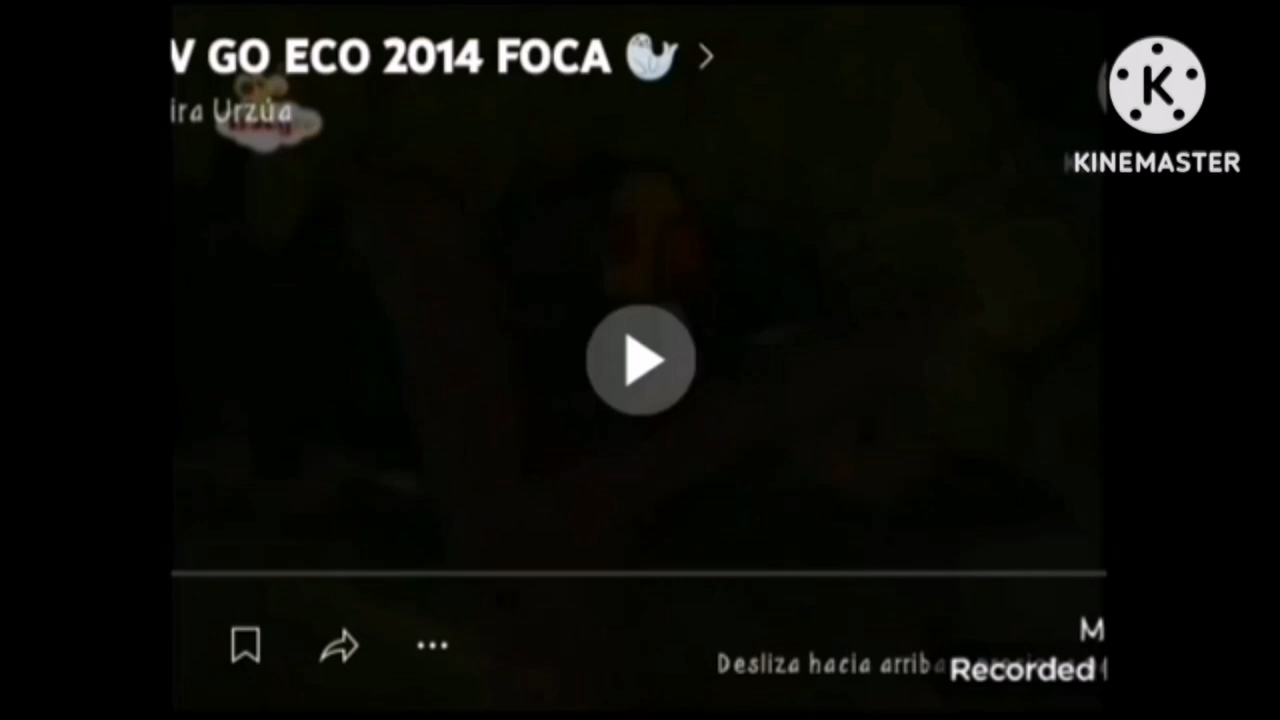 V GO ECO 2014 FOCA
ira Urzúa
K
KINEMASTER
M
Desliza hacia arriba
Recorded